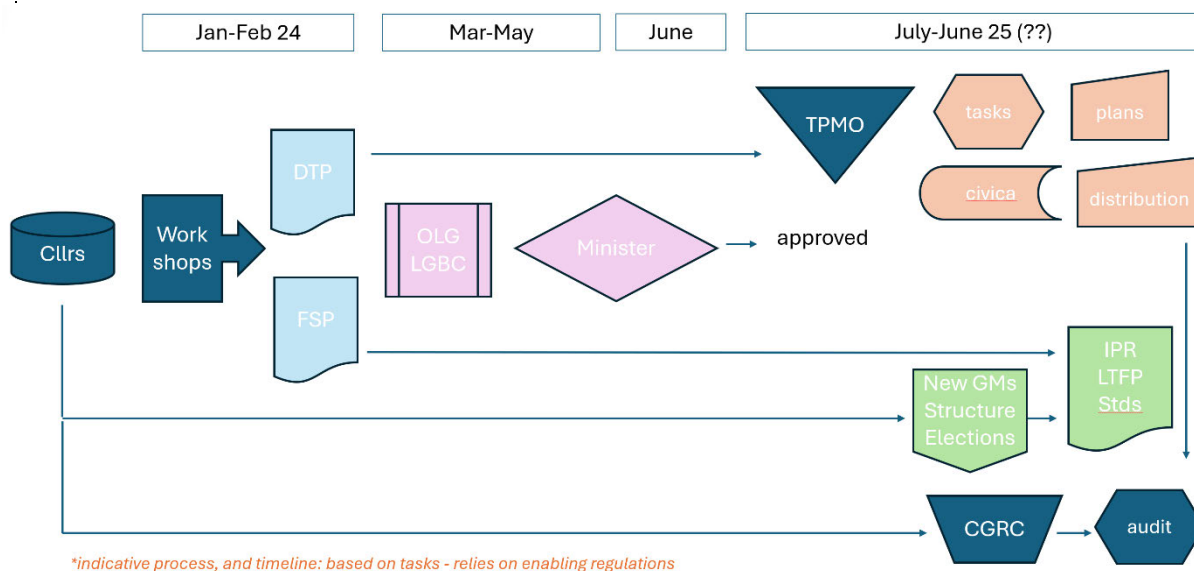 Jan-Feb 24
Mar-May
June
July-June 25 (??)
TPMO
tasks
plans
DTP
civica
distribution
Cllrs
Work
shops
OLG
LGBC
Minister
approved
FSP
IPR
LTFP
Stds
New GMs
Structure
Elections
CGRC
audit
*indicative process, and timeline: based on tasks - relies on enabling regulations